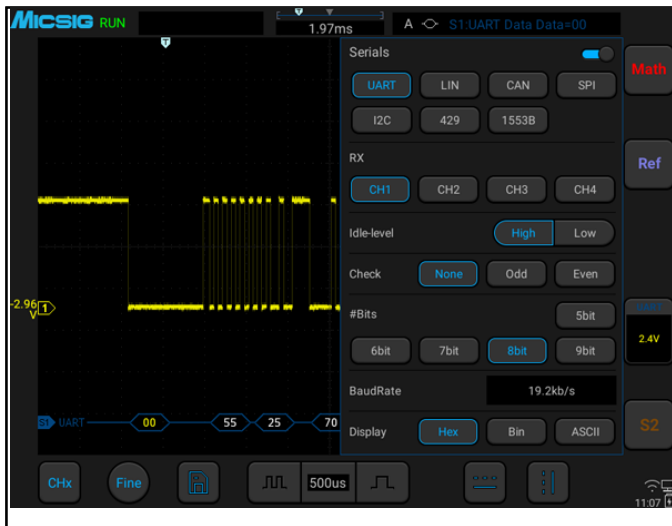 MICSIG RUN
1.97ms
A S1:UART Data Data=00
T
Serials
UART LIN CAN SPI
Math
I2C 429 1553B
RX
Ref
CH1 CH2 CH3 CH4
Idle-level High Low
Check None Odd Even
-2.96
V
1
#Bits 5bit
UART
2.4V
6bit 7bit 8bit 9bit
BaudRate 19.2kb/s
S1 UART 00 55 25 70
S2
Display Hex Bin ASCII
CHx Fine 500us
11:07